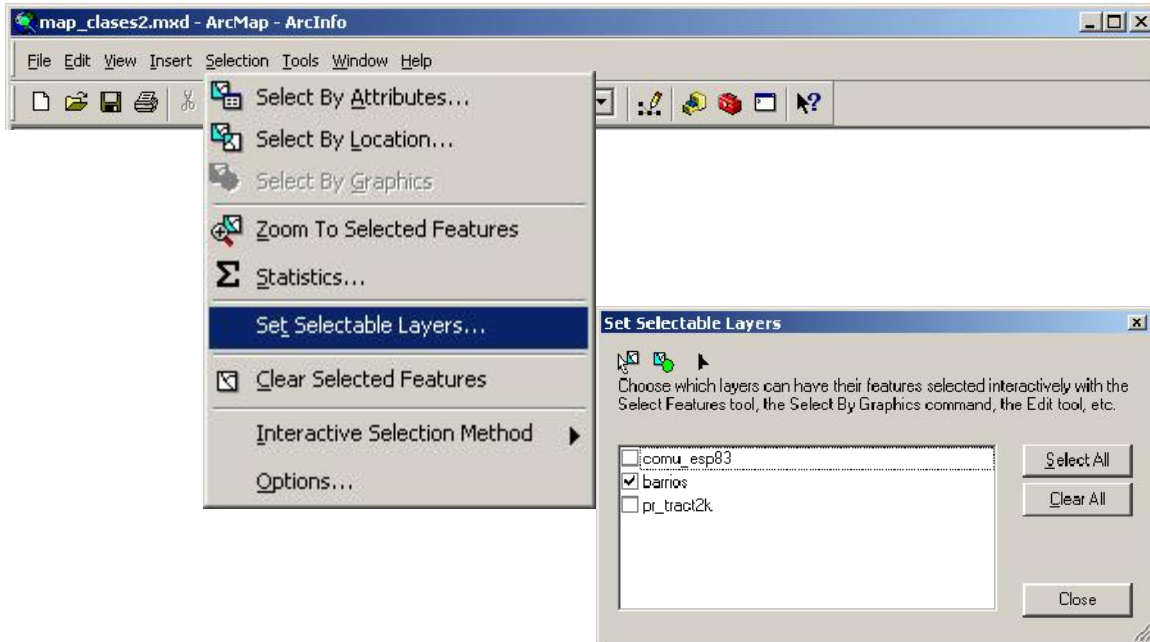 map_clases2.mxd - ArcMap - ArcInfo
File Edit View Insert Selection Tools Window Help
Select By Attributes...
Select By Location...
Select By Graphics
Zoom To Selected Features
Statistics...
Set Selectable Layers...
Clear Selected Features
Interactive Selection Method
Options...
Set Selectable Layers
Choose which layers can have their features selected interactively with the
Select Features tool, the Select By Graphics command, the Edit tool, etc.
comu_esp83
barrios
pr_tract2k
Select All
Clear All
Close